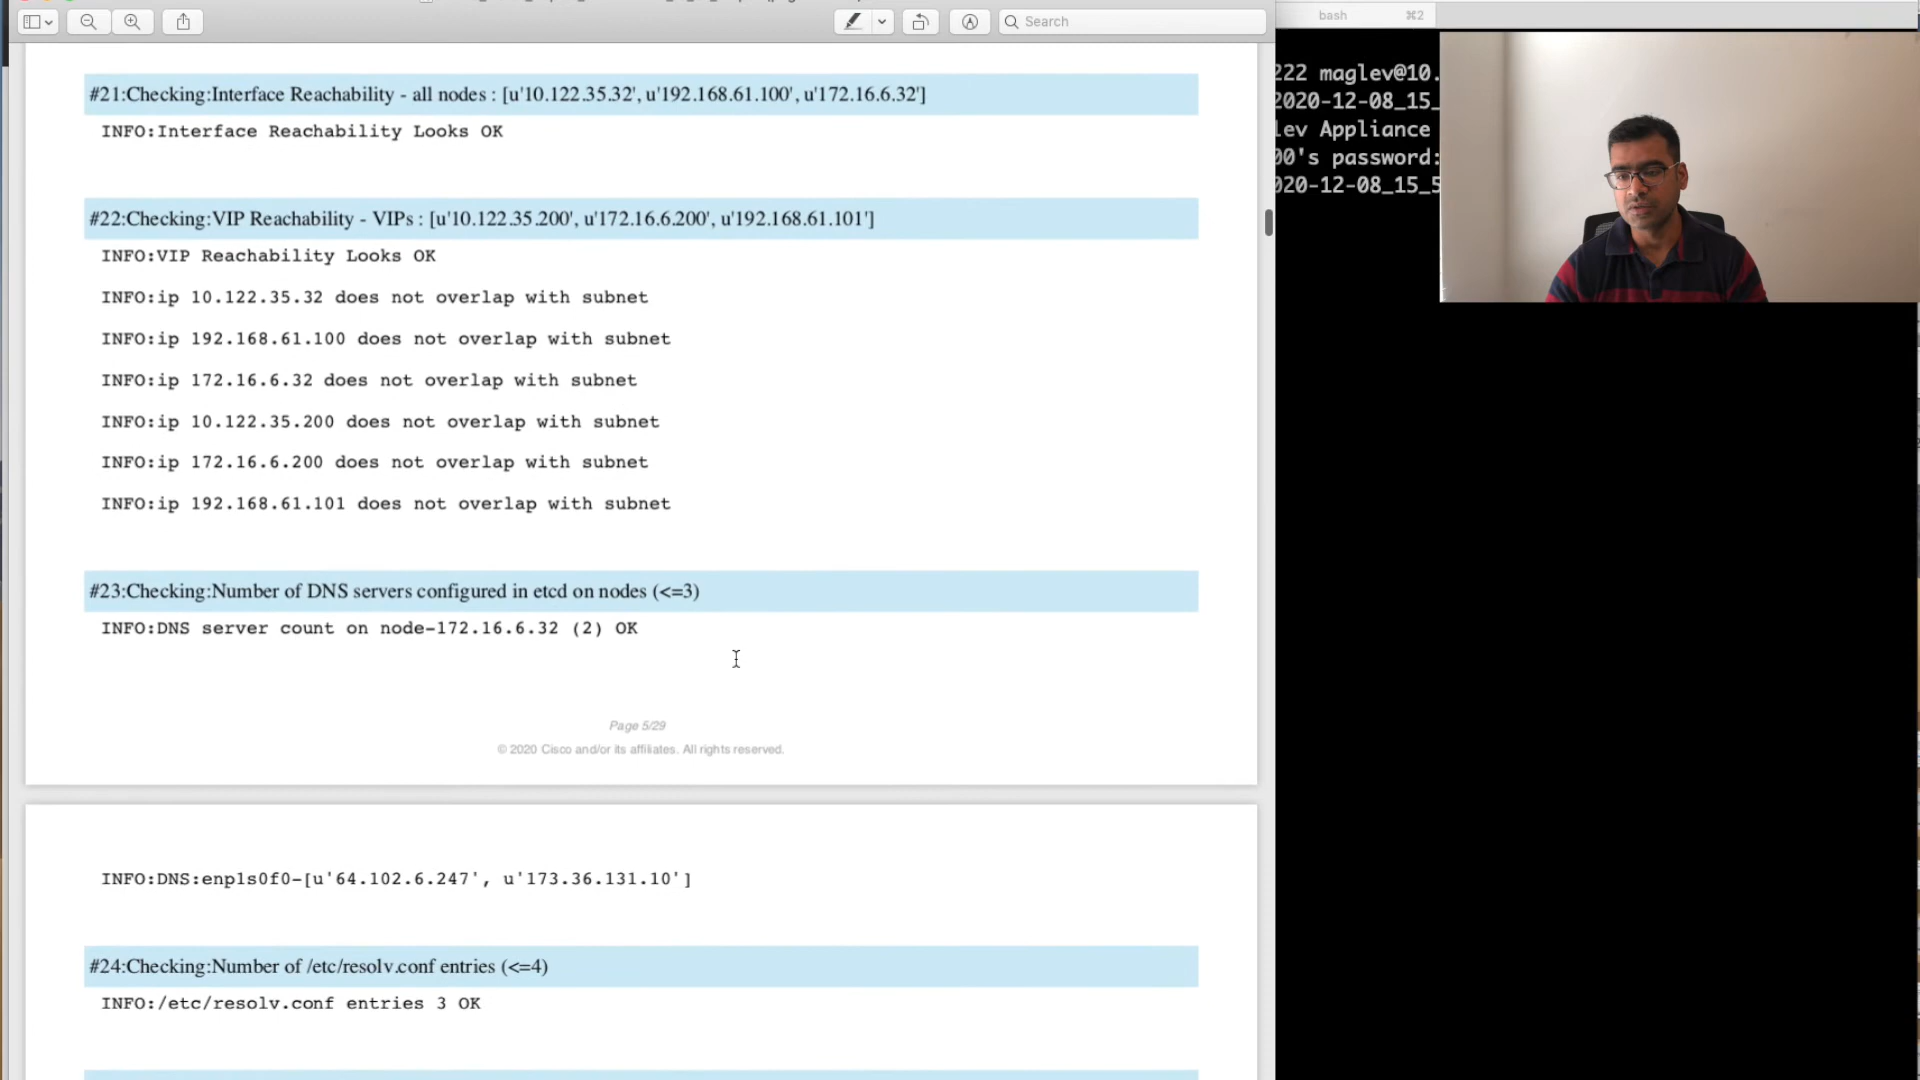 Search
bash ⌘2
#21:Checking:Interface Reachability - all nodes : [u'10.122.35.32', u'192.168.61.100', u'172.16.6.32']
INFO:Interface Reachability Looks OK
#22:Checking:VIP Reachability - VIPs : [u'10.122.35.200', u'172.16.6.200', u'192.168.61.101']
INFO:VIP Reachability Looks OK
INFO:ip 10.122.35.32 does not overlap with subnet
INFO:ip 192.168.61.100 does not overlap with subnet
INFO:ip 172.16.6.32 does not overlap with subnet
INFO:ip 10.122.35.200 does not overlap with subnet
INFO:ip 172.16.6.200 does not overlap with subnet
INFO:ip 192.168.61.101 does not overlap with subnet
#23:Checking:Number of DNS servers configured in etcd on nodes (<=3)
INFO:DNS server count on node-172.16.6.32 (2) OK
Page 5/29
© 2020 Cisco and/or its affiliates. All rights reserved.
INFO:DNS:enp1s0f0-[u'64.102.6.247', u'173.36.131.10']
#24:Checking:Number of /etc/resolv.conf entries (<=4)
INFO:/etc/resolv.conf entries 3 OK
222 maglev@10.
2020-12-08_15_
lev Appliance
00's password:
020-12-08_15_5